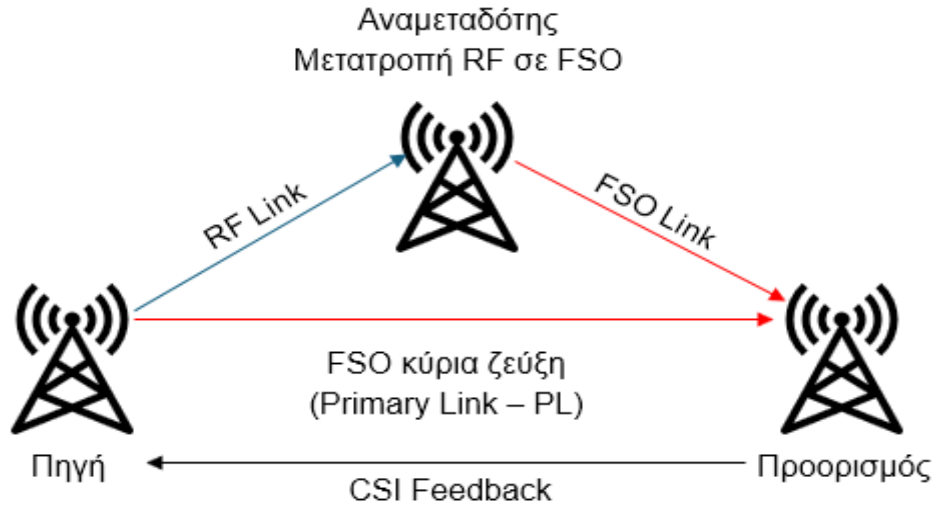 Αναμεταδότης
Μετατροπή RF σε FSO
RF Link
FSO Link
FSO κύρια ζεύξη
(Primary Link – PL)
Πηγή
Προορισμός
CSI Feedback